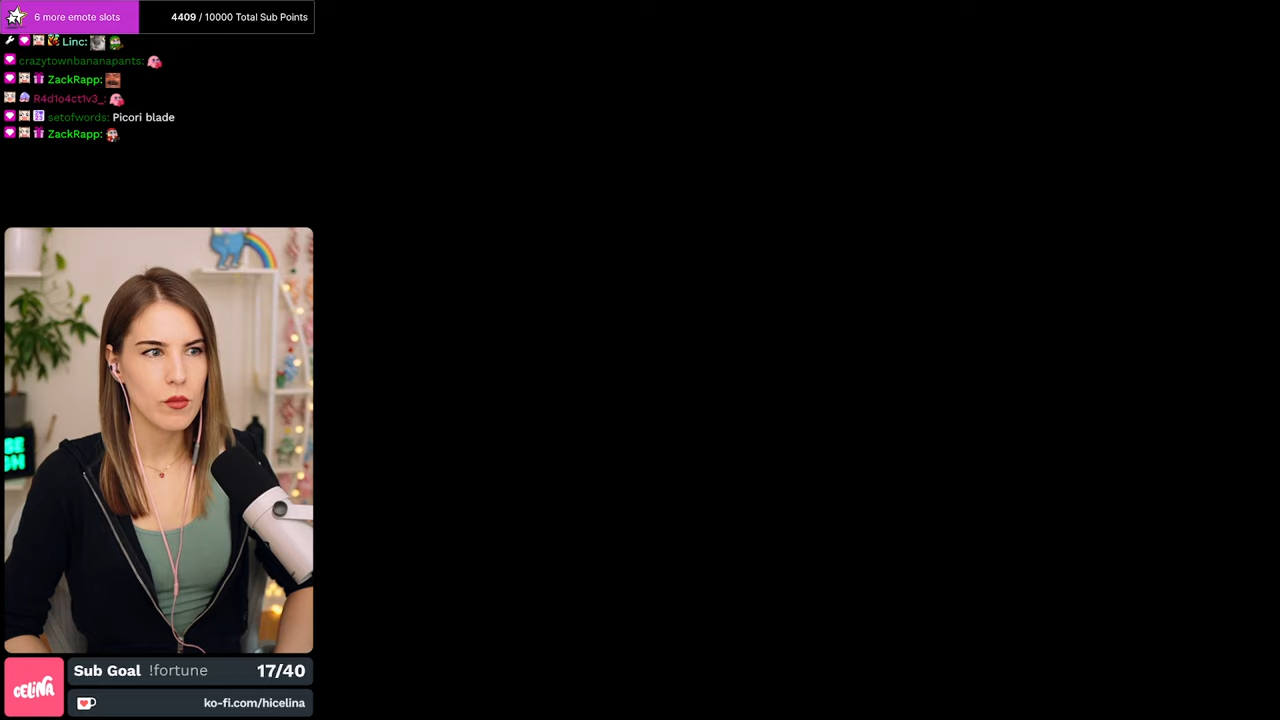 6 more emote slots
4409 / 10000 Total Sub Points
Linc:
crazytownbananapants:
ZackRapp:
R4d1o4ct1v3_:
setofwords: Picori blade
ZackRapp:
Sub Goal !fortune 17/40
CELINA
ko-fi.com/hicelina